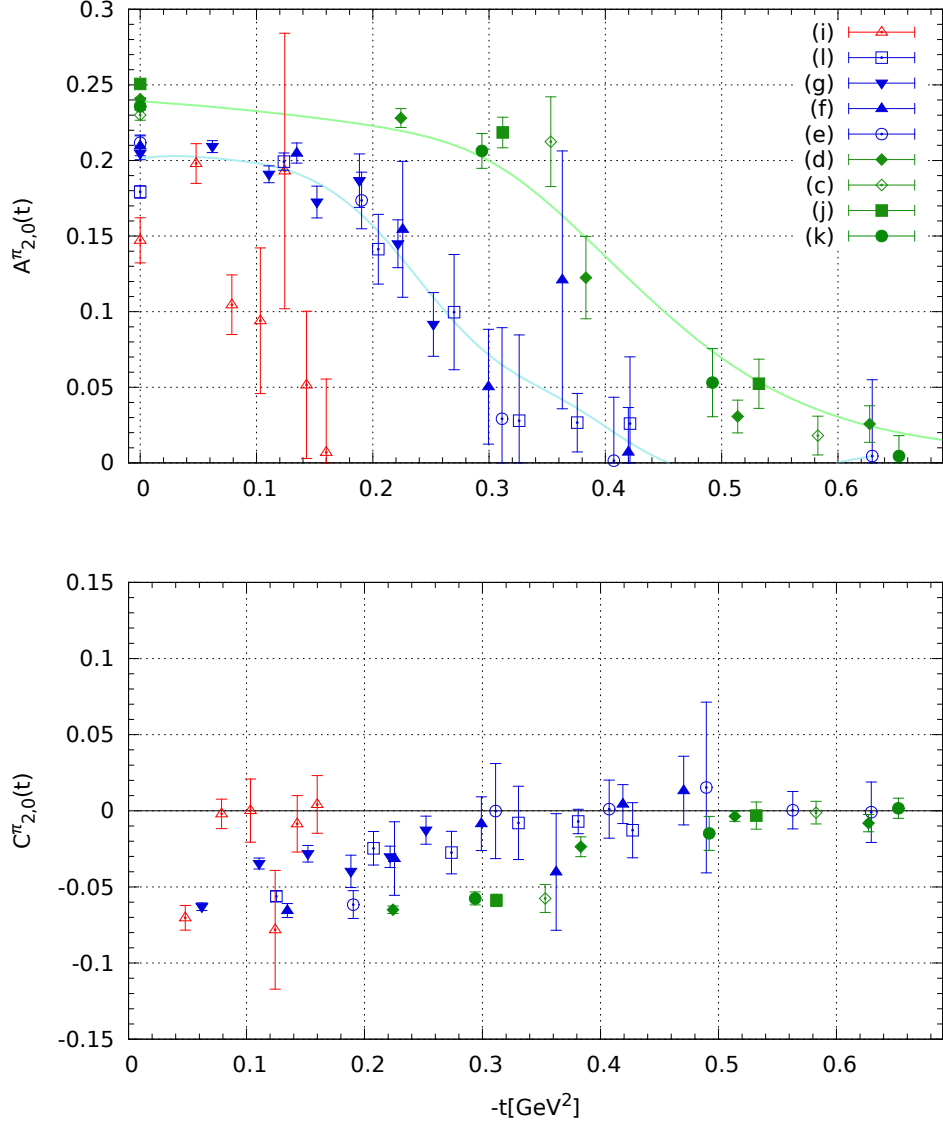 0.3
0.25
0.2
0.15
0.1
0.05
0
A^π_2,0(t)
0 0.1 0.2 0.3 0.4 0.5 0.6
(i)
(l)
(g)
(f)
(e)
(d)
(c)
(j)
(k)
0.15
0.1
0.05
0
-0.05
-0.1
-0.15
C^π_2,0(t)
0 0.1 0.2 0.3 0.4 0.5 0.6
-t[GeV²]